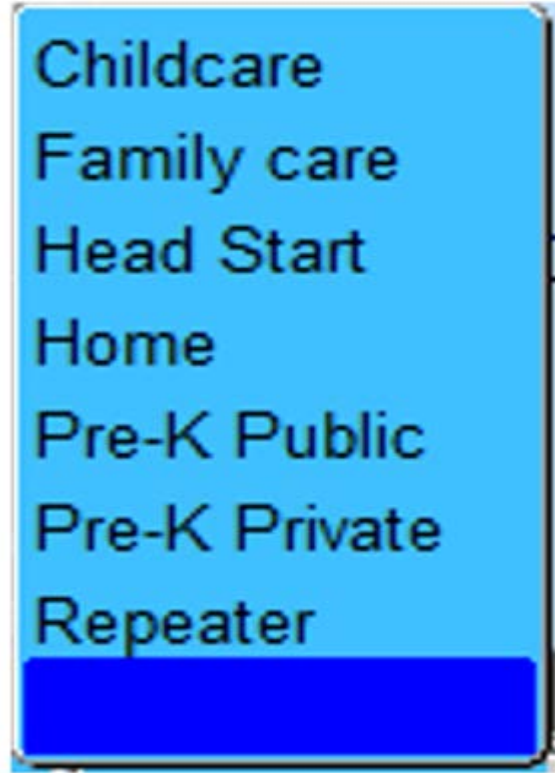 Childcare
Family care
Head Start
Home
Pre-K Public
Pre-K Private
Repeater